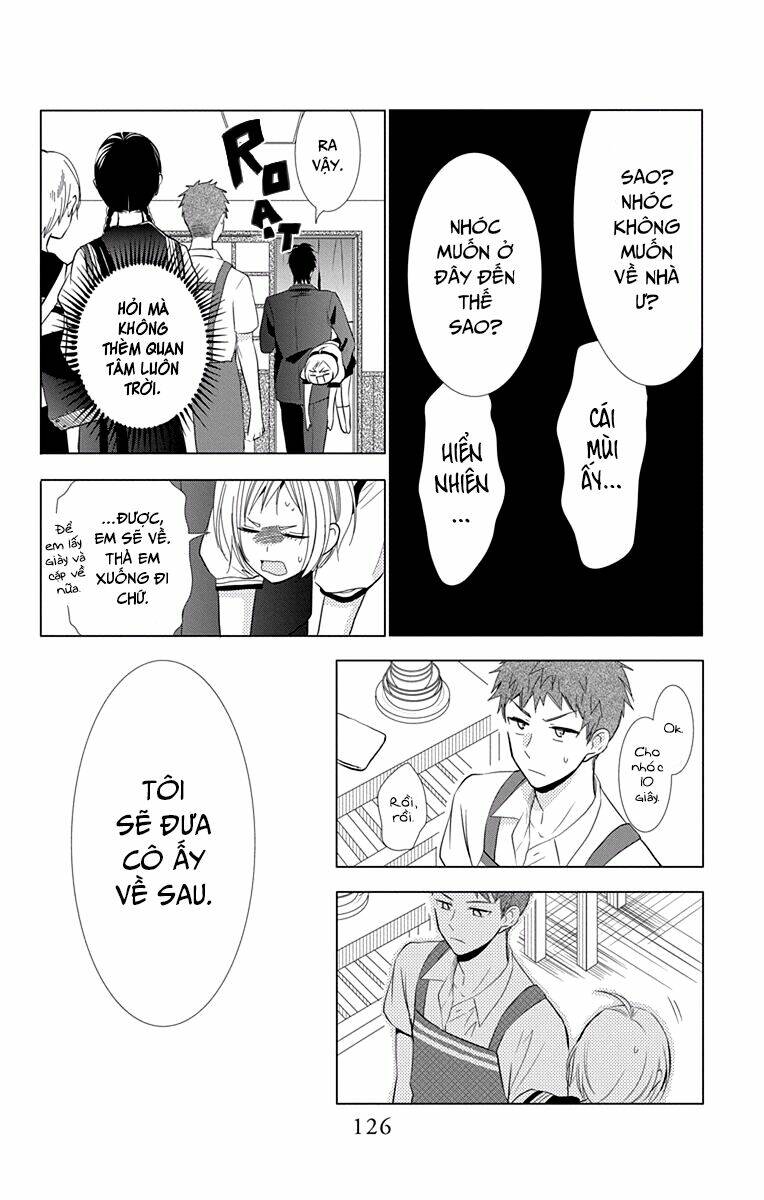 SAO?
NHÓC
KHÔNG
MUỐN
VỀ NHÀ
Ư?
CÁI
MÙI
ẤY...
NHÓC
MUỐN Ở
ĐÂY ĐẾN
THẾ
SAO?
HIỂN
NHIÊN
...
RA
VẬY.
ROẠT
HỎI MÀ
KHÔNG
THÈM QUAN
TÂM LUÔN
TRỜI.
...ĐƯỢC,
EM SẼ VỀ.
THẢ EM
XUỐNG ĐI
CHỨ.
Để
em lấy
giày và
cặp về
nữa.
Ok.
Cho
nhóc
10
giây.
Rồi,
rồi.
TÔI
SẼ ĐƯA
CÔ ẤY
VỀ SAU.
126